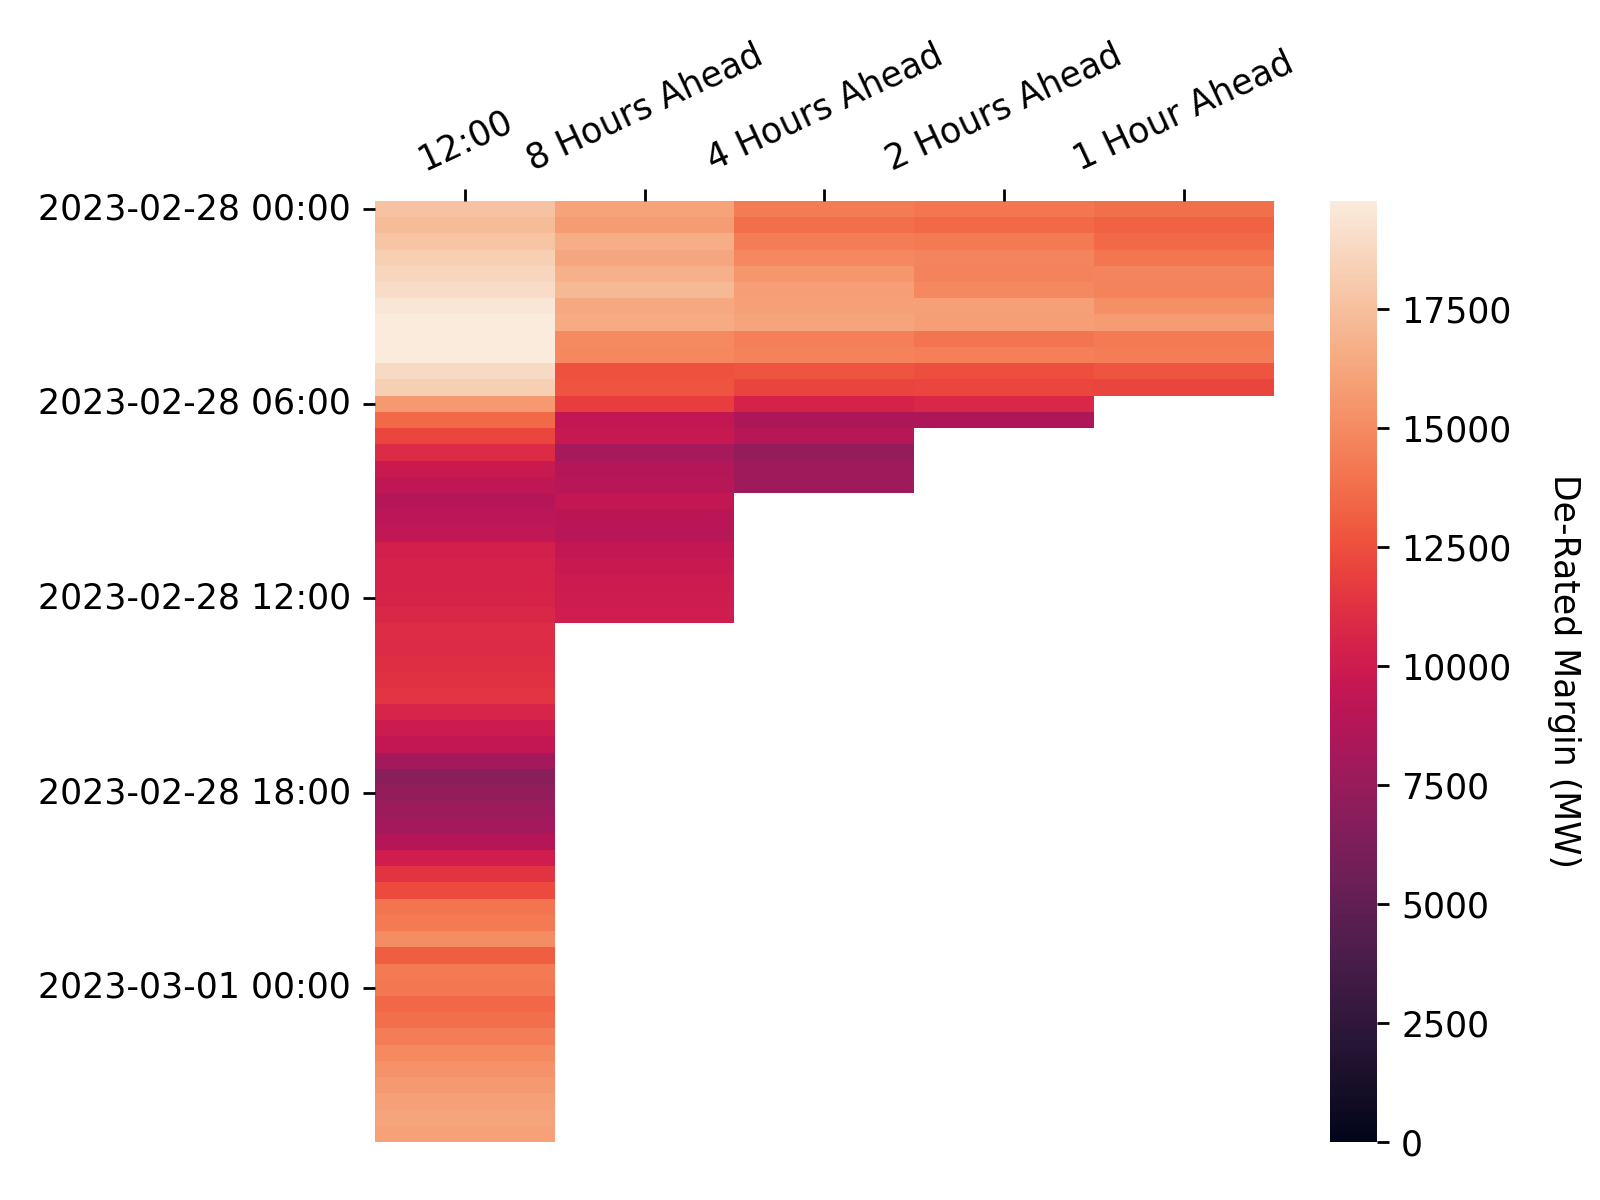 12:00
8 Hours Ahead
4 Hours Ahead
2 Hours Ahead
1 Hour Ahead
2023-02-28 00:00
2023-02-28 06:00
2023-02-28 12:00
2023-02-28 18:00
2023-03-01 00:00
17500
15000
12500
10000
7500
5000
2500
0
De-Rated Margin (MW)